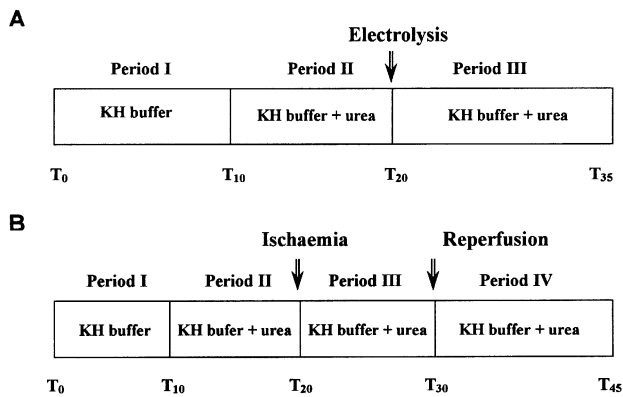 A
Electrolysis
Period I Period II Period III
KH buffer KH buffer + urea KH buffer + urea
T0 T10 T20 T35
B
Ischaemia Reperfusion
Period I Period II Period III Period IV
KH buffer KH bufer + urea KH buffer + urea KH buffer + urea
T0 T10 T20 T30 T45